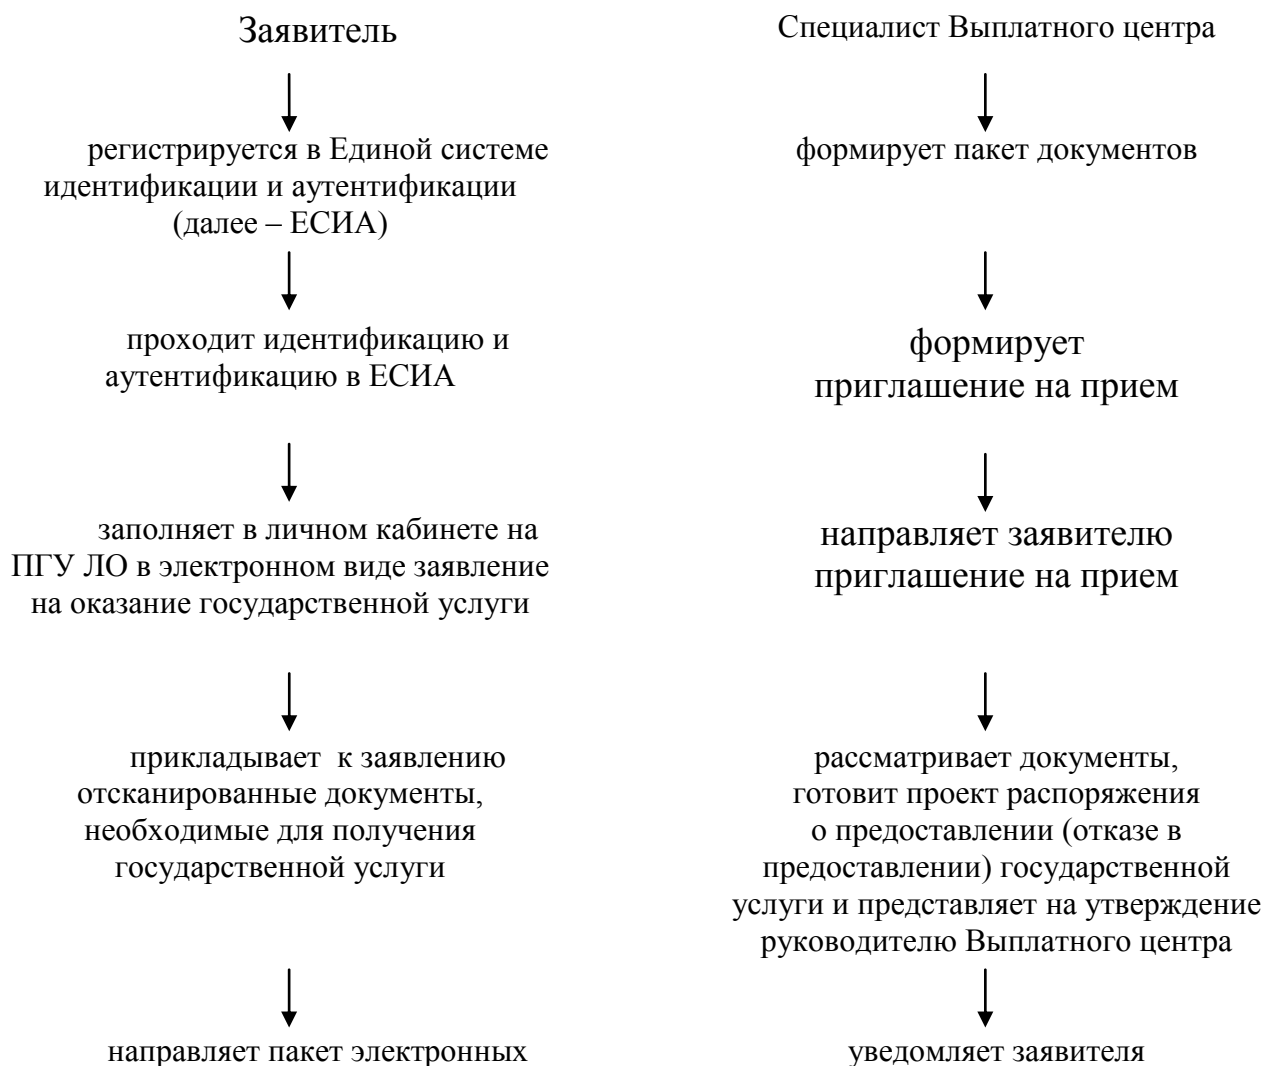 Заявитель
регистрируется в Единой системе
идентификации и аутентификации
(далее – ЕСИА)
проходит идентификацию и
аутентификацию в ЕСИА
заполняет в личном кабинете на
ПГУ ЛО в электронном виде заявление
на оказание государственной услуги
прикладывает к заявлению
отсканированные документы,
необходимые для получения
государственной услуги
направляет пакет электронных
Специалист Выплатного центра
формирует пакет документов
формирует
приглашение на прием
направляет заявителю
приглашение на прием
рассматривает документы,
готовит проект распоряжения
о предоставлении (отказе в
предоставлении) государственной
услуги и представляет на утверждение
руководителю Выплатного центра
уведомляет заявителя